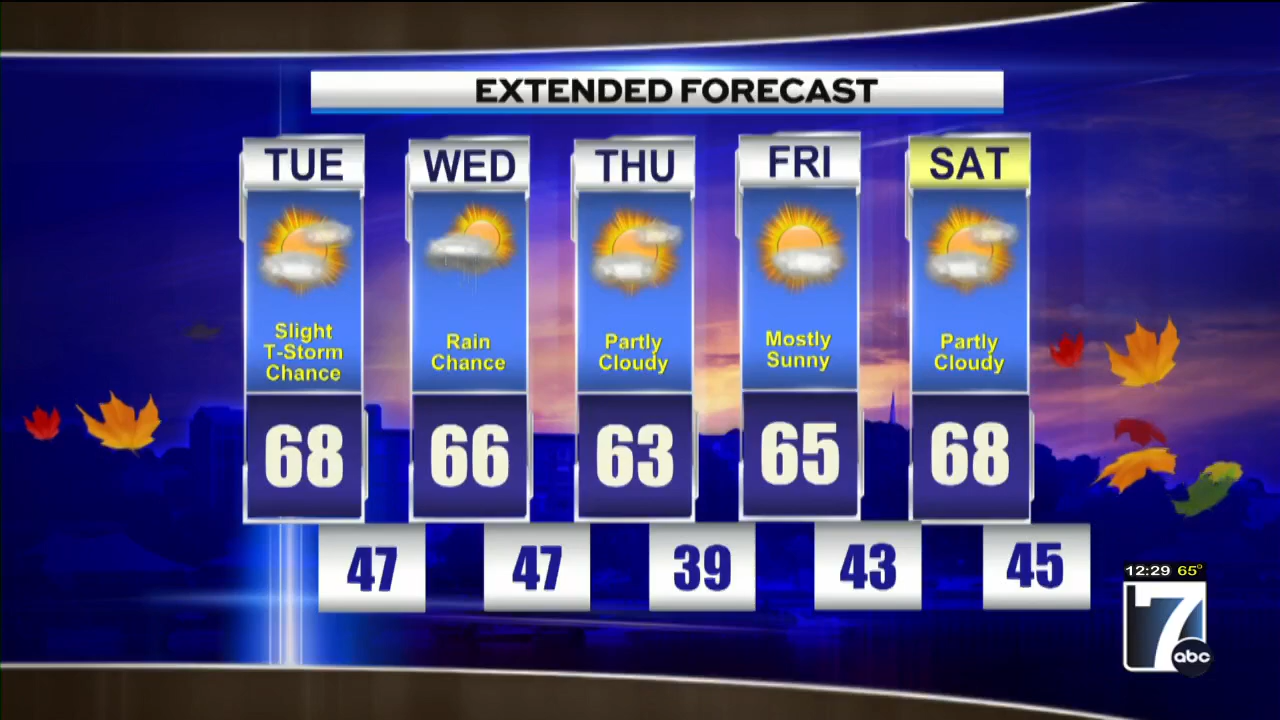 EXTENDED FORECAST
TUE WED THU FRI SAT
Slight
T-Storm
Chance
Rain
Chance
Partly
Cloudy
Mostly
Sunny
Partly
Cloudy
68 66 63 65 68
47 47 39 43 45
12:29 65°
7
abc